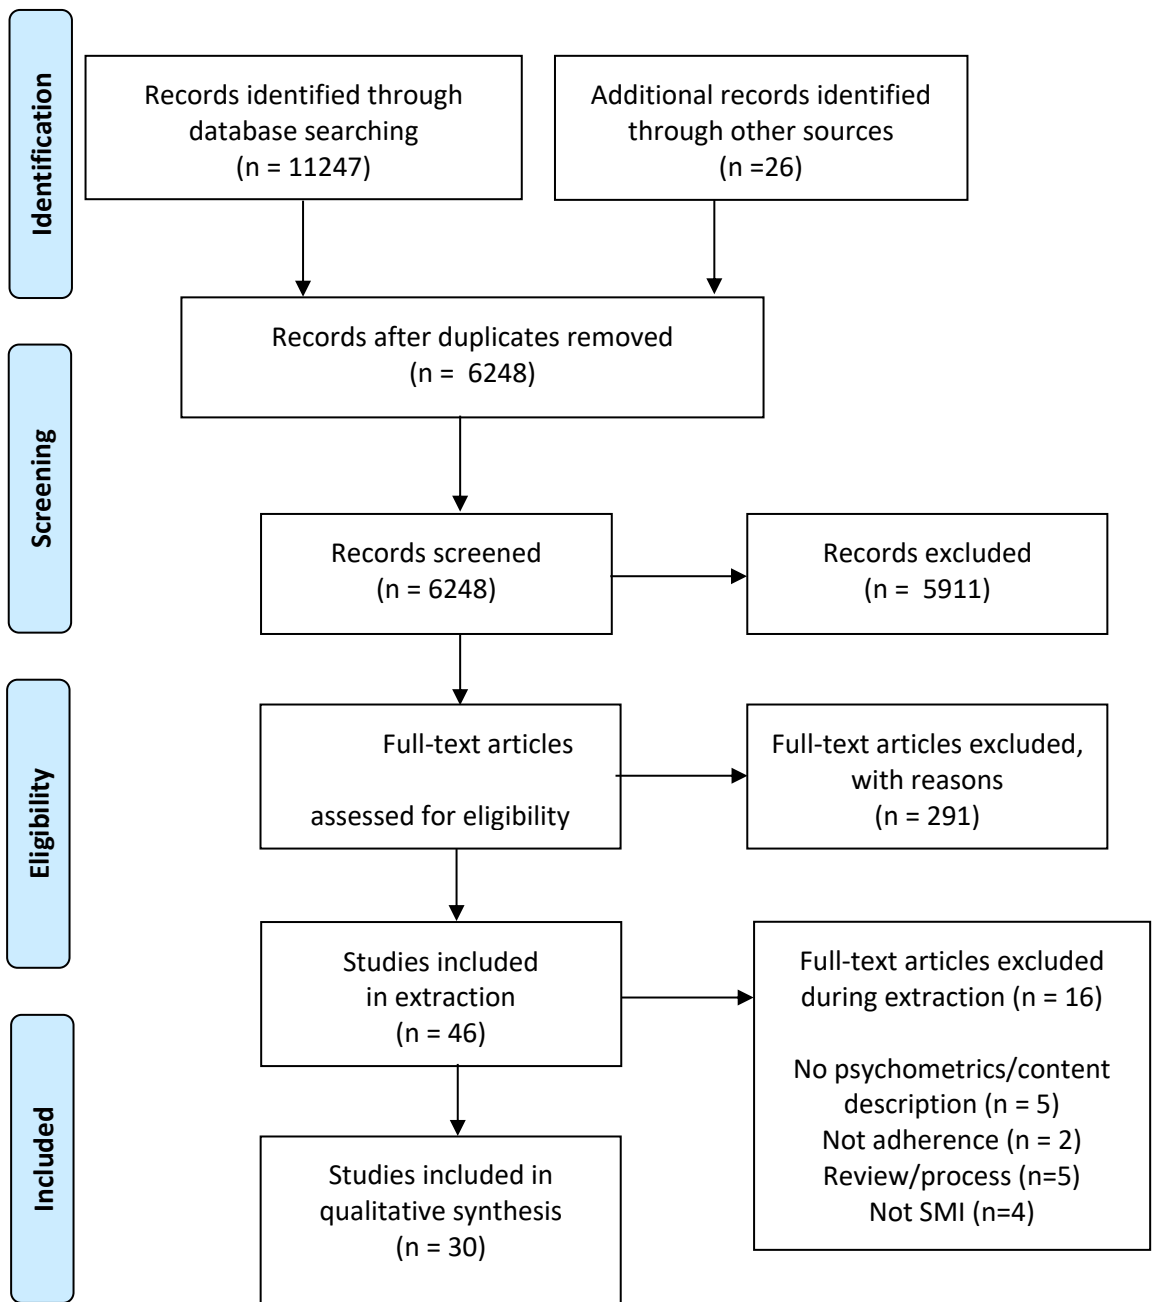 Identification
Records identified through
database searching
(n = 11247)
Additional records identified
through other sources
(n =26)
Records after duplicates removed
(n =  6248)
Screening
Records screened
(n = 6248)
Records excluded
(n =  5911)
Eligibility
Full-text articles
assessed for eligibility
Full-text articles excluded,
with reasons
(n = 291)
Studies included
in extraction
(n = 46)
Full-text articles excluded
during extraction (n = 16)
No psychometrics/content
description (n = 5)
Not adherence (n = 2)
Review/process (n=5)
Not SMI (n=4)
Included
Studies included in
qualitative synthesis
(n = 30)